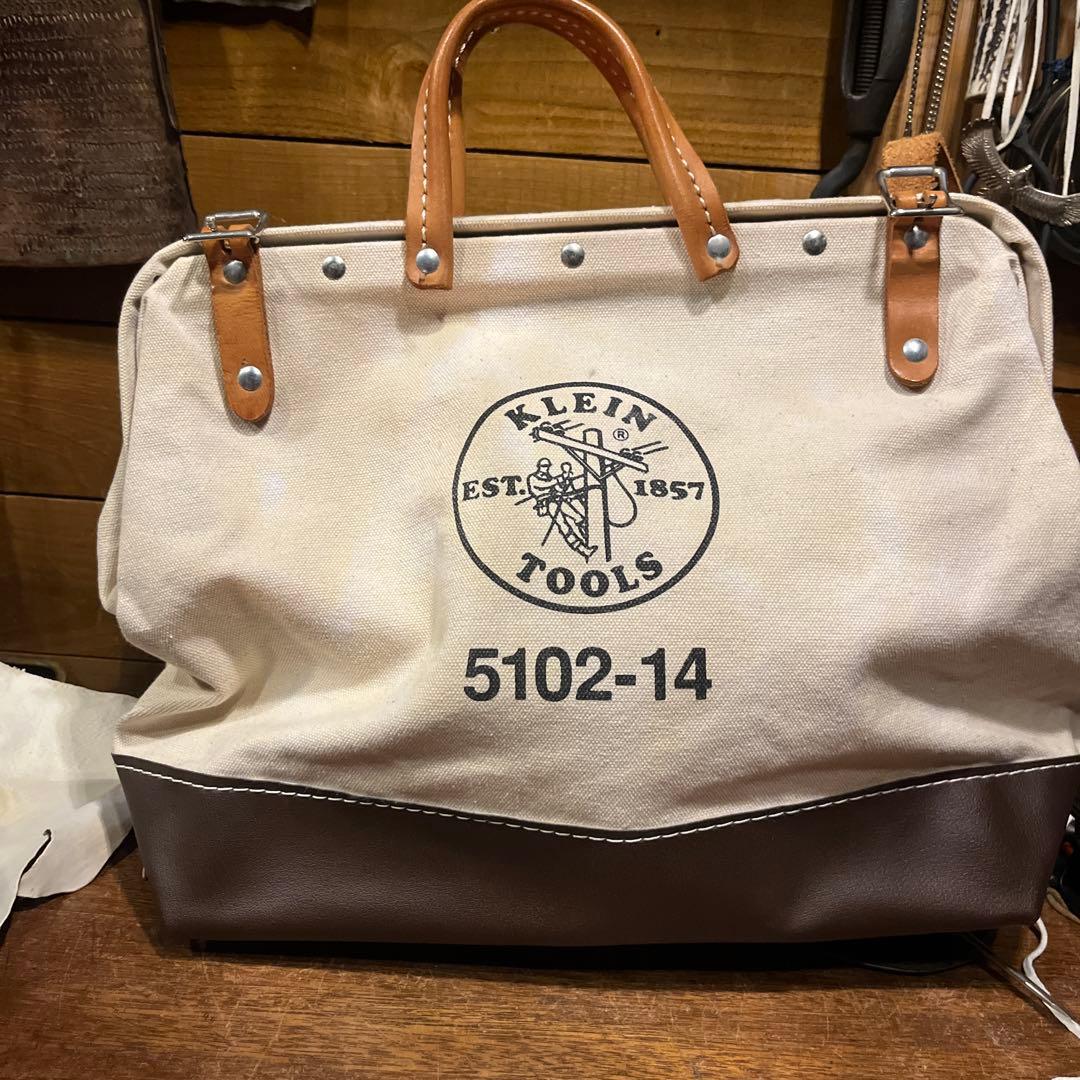 KLEIN
®
EST. 1857
TOOLS
5102-14